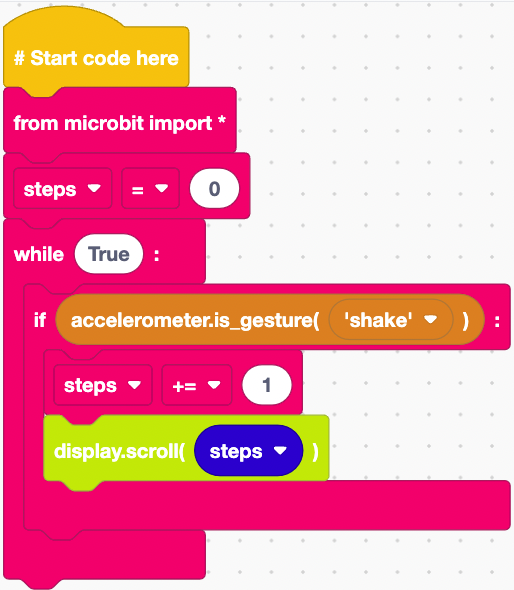 # Start code here
from microbit import *
steps = 0
while True :
if accelerometer.is_gesture( 'shake' ) :
steps += 1
display.scroll( steps )